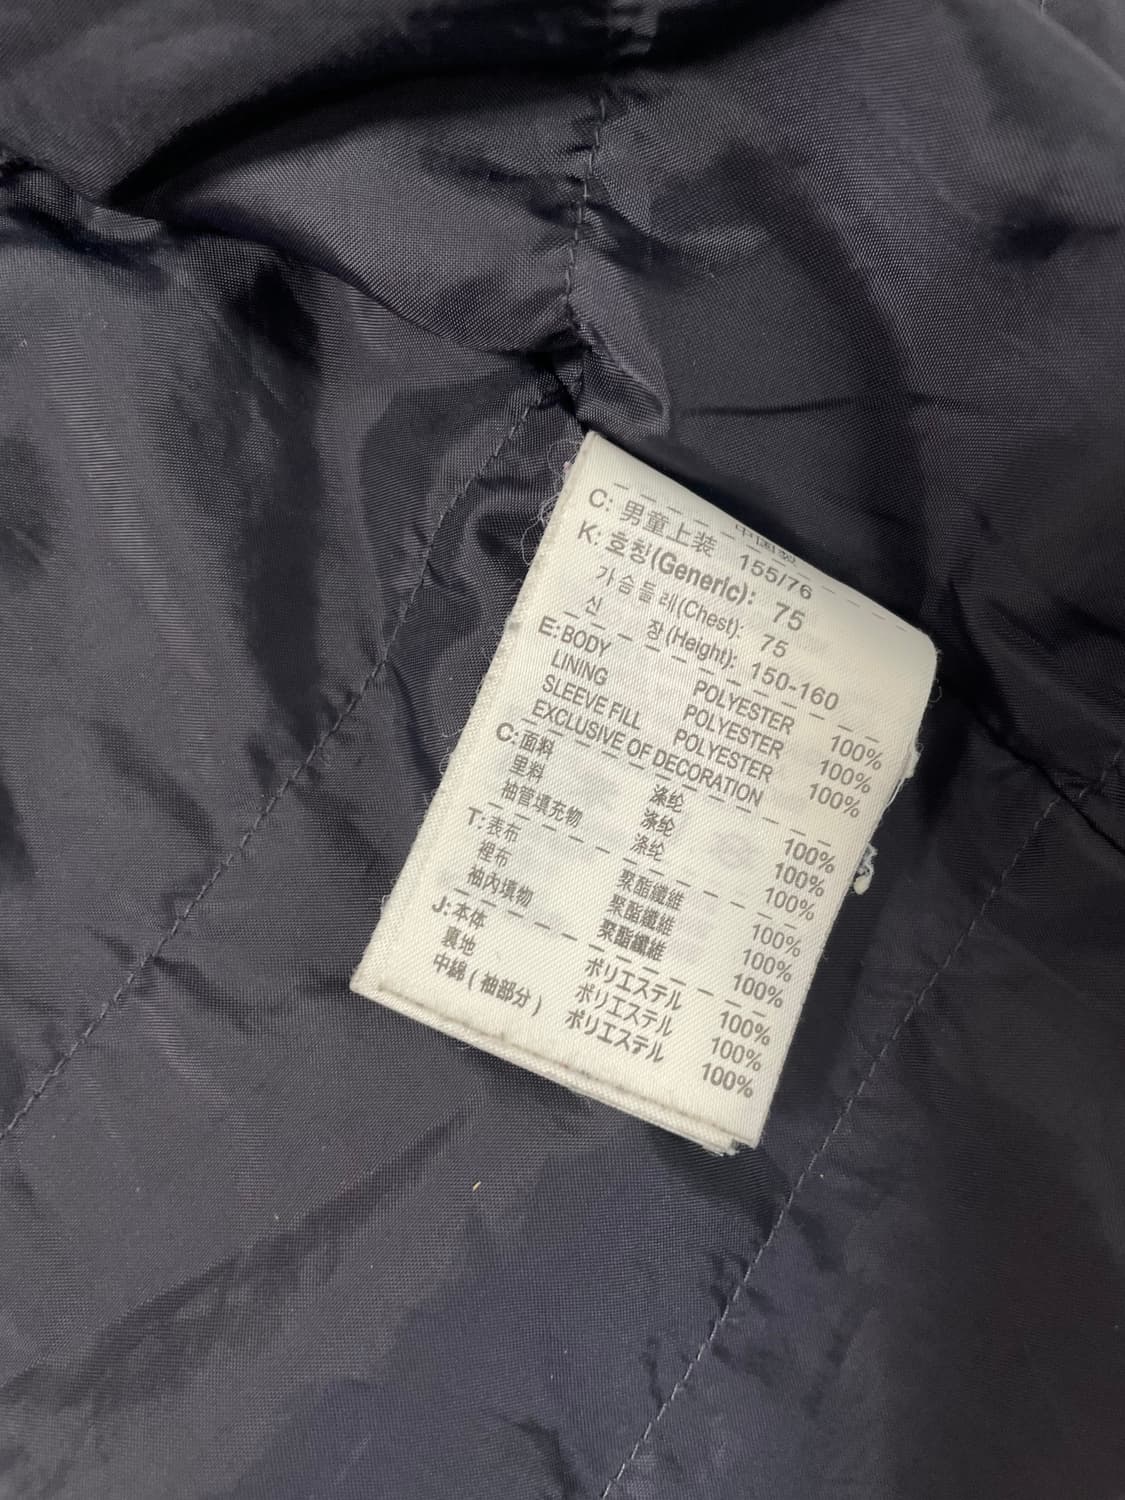 中国製
C: 男童上装 155/76
K: 호칭(Generic): 75
가슴둘레(Chest): 75
신 장(Height): 150-160
E: BODY POLYESTER 100%
LINING POLYESTER 100%
SLEEVE FILL POLYESTER 100%
EXCLUSIVE OF DECORATION
C: 面料 涤纶 100%
里料 涤纶 100%
袖管填充物 涤纶 100%
T: 表布 聚酯纖維 100%
裡布 聚酯纖維 100%
袖內填物 聚酯纖維 100%
J: 本体 ポリエステル 100%
裏地 ポリエステル 100%
中綿(袖部分) ポリエステル 100%